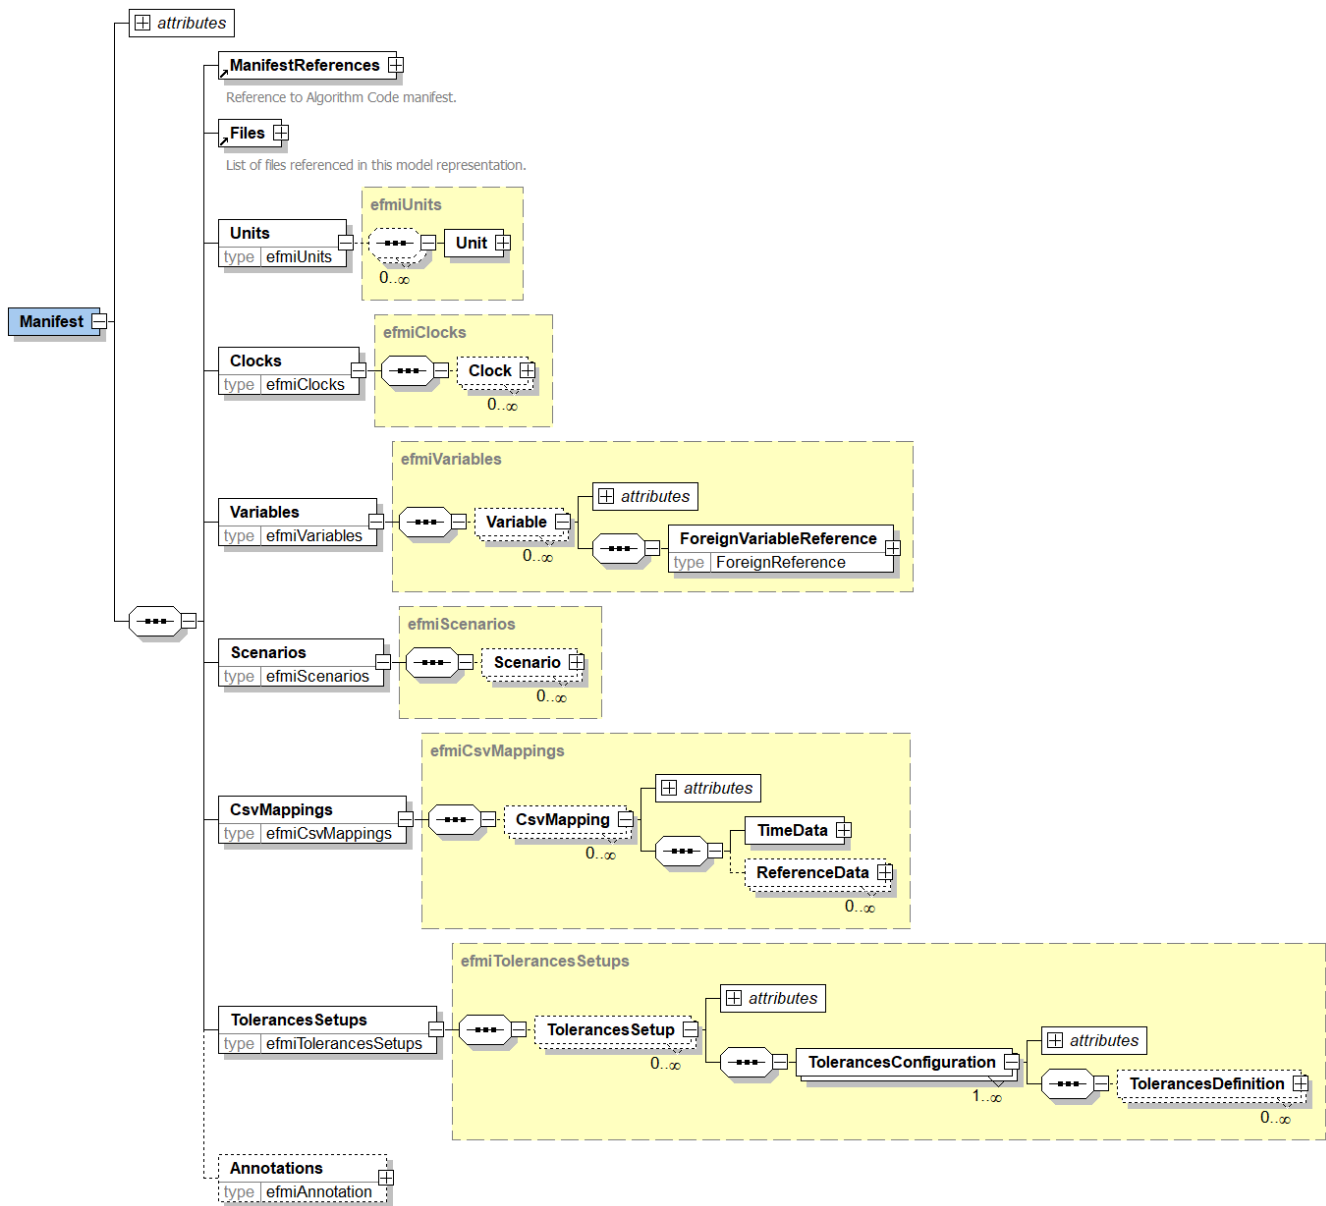 attributes
ManifestReferences
Reference to Algorithm Code manifest.
Files
List of files referenced in this model representation.
efmiUnits
Units
type efmiUnits
Unit
0..∞
Manifest
efmiClocks
Clocks
type efmiClocks
Clock
0..∞
efmiVariables
Variables
type efmiVariables
Variable
0..∞
attributes
ForeignVariableReference
type ForeignReference
efmiScenarios
Scenarios
type efmiScenarios
Scenario
0..∞
efmiCsvMappings
CsvMappings
type efmiCsvMappings
CsvMapping
0..∞
attributes
TimeData
ReferenceData
0..∞
efmiTolerancesSetups
TolerancesSetups
type efmiTolerancesSetups
TolerancesSetup
0..∞
attributes
TolerancesConfiguration
1..∞
attributes
TolerancesDefinition
0..∞
Annotations
type efmiAnnotation